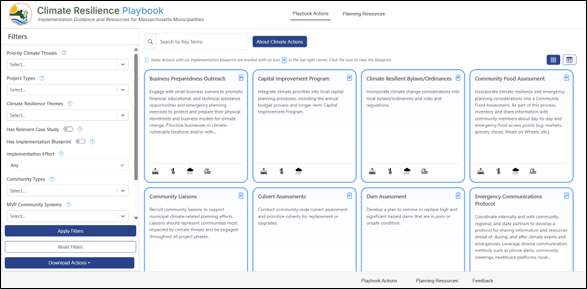 Climate Resilience Playbook
Implementation Guidance and Resources for Massachusetts Municipalities
Playbook Actions
Planning Resources
Filters
Priority Climate Threats
Select...
Project Types
Select...
Climate Resilience Themes
Select...
Has Relevant Case Study
Has Implementation Blueprint
Implementation Effort
Any
Community Types
Select...
MVP Community Systems
Select...
Apply Filters
Reset Filters
Download Actions
Search by Key Terms
About Climate Actions
Note: Actions with an implementation blueprint are marked with an icon in the top right corner. Click the icon to view the blueprint.
Business Preparedness Outreach
Engage with small business owners to promote
financial, educational, and technical assistance
opportunities and emergency planning
exercises to protect and prepare their physical
storefronts and business models for climate
change. Prioritize businesses in climate-
vulnerable locations and/or with...
Capital Improvement Program
Integrate climate priorities into local capital
planning processes, including the annual
budget process and longer-term Capital
Improvement Program.
Climate Resilient Bylaws/Ordinances
Incorporate climate change considerations into
local bylaws/ordinances and rules and
regulations.
Community Food Assessment
Incorporate climate resilience and emergency
planning considerations into a Community
Food Assessment. As part of this process,
inventory and share information with
community members about day-to-day and
emergency food access points (e.g. markets,
grocery stores, Meals on Wheels, etc.).
Community Liaisons
Recruit community liaisons to support
municipal climate-related planning efforts.
Liaisons should represent communities most
impacted by climate threats and be engaged
throughout all project phases.
Culvert Assessments
Conduct community-wide culvert assessment
and prioritize culverts for replacement or
upgrades.
Dam Assessment
Develop a plan to remove or replace high and
significant hazard dams that are in poor or
unsafe condition.
Emergency Communications
Protocol
Coordinate internally and with community,
regional, and state partners to develop a
protocol for sharing information and resources
ahead of, during, and after climate events and
emergencies. Leverage diverse communication
methods such as phone alerts, community
meetings, healthcare platforms, local...
Playbook Actions
Planning Resources
Feedback